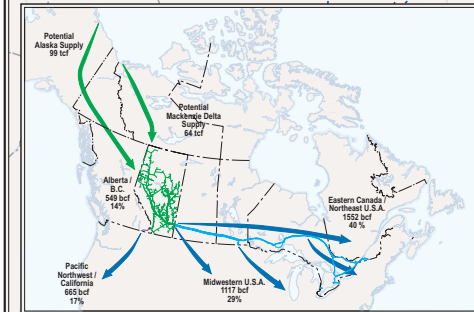 Potential
Alaska Supply
99 tcf
Potential
Mackenzie Delta
Supply
64 tcf
Alberta /
B.C.
549 bcf
14%
Eastern Canada /
Northeast U.S.A.
1552 bcf
40 %
Pacific
Northwest /
California
665 bcf
17%
Midwestern U.S.A.
1117 bcf
29%